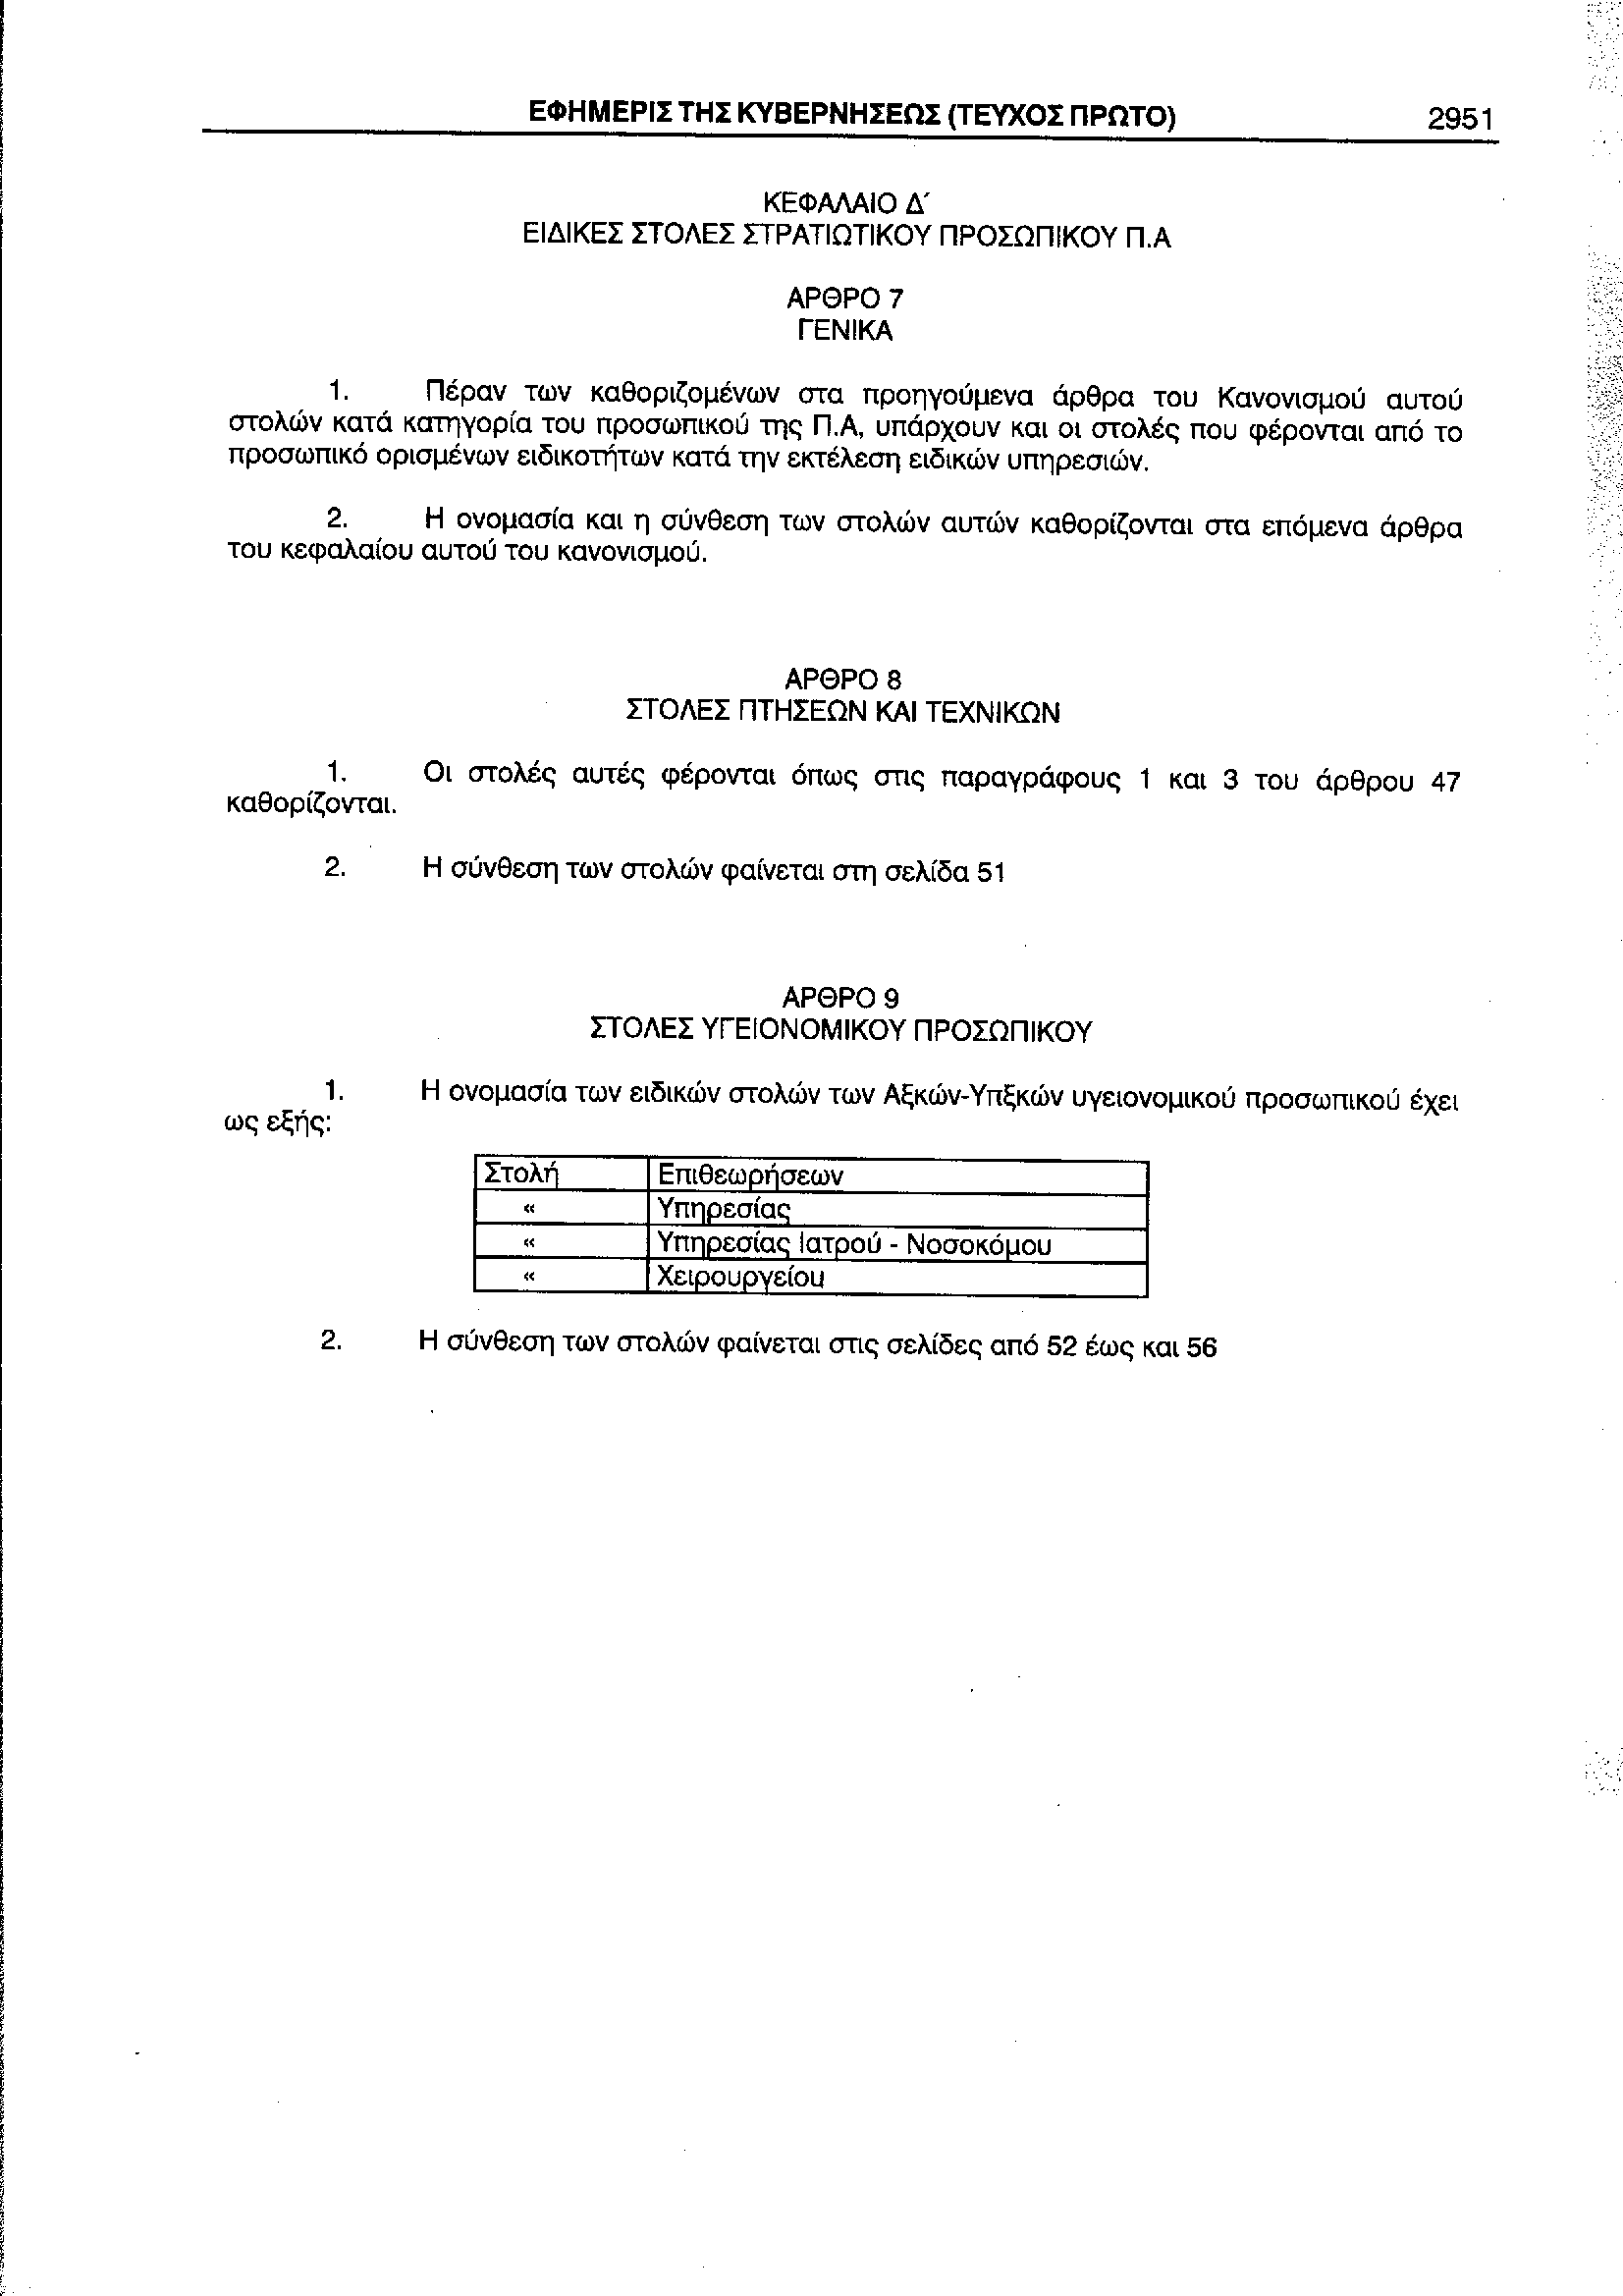 ΕΦΗΜΕΡΙΣ ΤΗΣ ΚΥΒΕΡΝΗΣΕΩΣ (ΤΕΥΧΟΣ ΠΡΩΤΟ) 2951
ΚΕΦΑΛΑΙΟ Δ΄
ΕΙΔΙΚΕΣ ΣΤΟΛΕΣ ΣΤΡΑΤΙΩΤΙΚΟΥ ΠΡΟΣΩΠΙΚΟΥ Π.Α
ΑΡΘΡΟ 7
ΓΕΝΙΚΑ
1. Πέραν των καθοριζομένων στα προηγούμενα άρθρα του Κανονισμού αυτού
στολών κατά κατηγορία του προσωπικού της Π.Α, υπάρχουν και οι στολές που φέρονται από το
προσωπικό ορισμένων ειδικοτήτων κατά την εκτέλεση ειδικών υπηρεσιών.
2. Η ονομασία και η σύνθεση των στολών αυτών καθορίζονται στα επόμενα άρθρα
του κεφαλαίου αυτού του κανονισμού.
ΑΡΘΡΟ 8
ΣΤΟΛΕΣ ΠΤΗΣΕΩΝ ΚΑΙ ΤΕΧΝΙΚΩΝ
1. Οι στολές αυτές φέρονται όπως στις παραγράφους 1 και 3 του άρθρου 47
καθορίζονται.
2. Η σύνθεση των στολών φαίνεται στη σελίδα 51
ΑΡΘΡΟ 9
ΣΤΟΛΕΣ ΥΓΕΙΟΝΟΜΙΚΟΥ ΠΡΟΣΩΠΙΚΟΥ
1. Η ονομασία των ειδικών στολών των Αξκών-Υπξκών υγειονομικού προσωπικού έχει
ως εξής:
Στολή Επιθεωρήσεων
« Υπηρεσίας
« Υπηρεσίας Ιατρού - Νοσοκόμου
« Χειρουργείου
2. Η σύνθεση των στολών φαίνεται στις σελίδες από 52 έως και 56